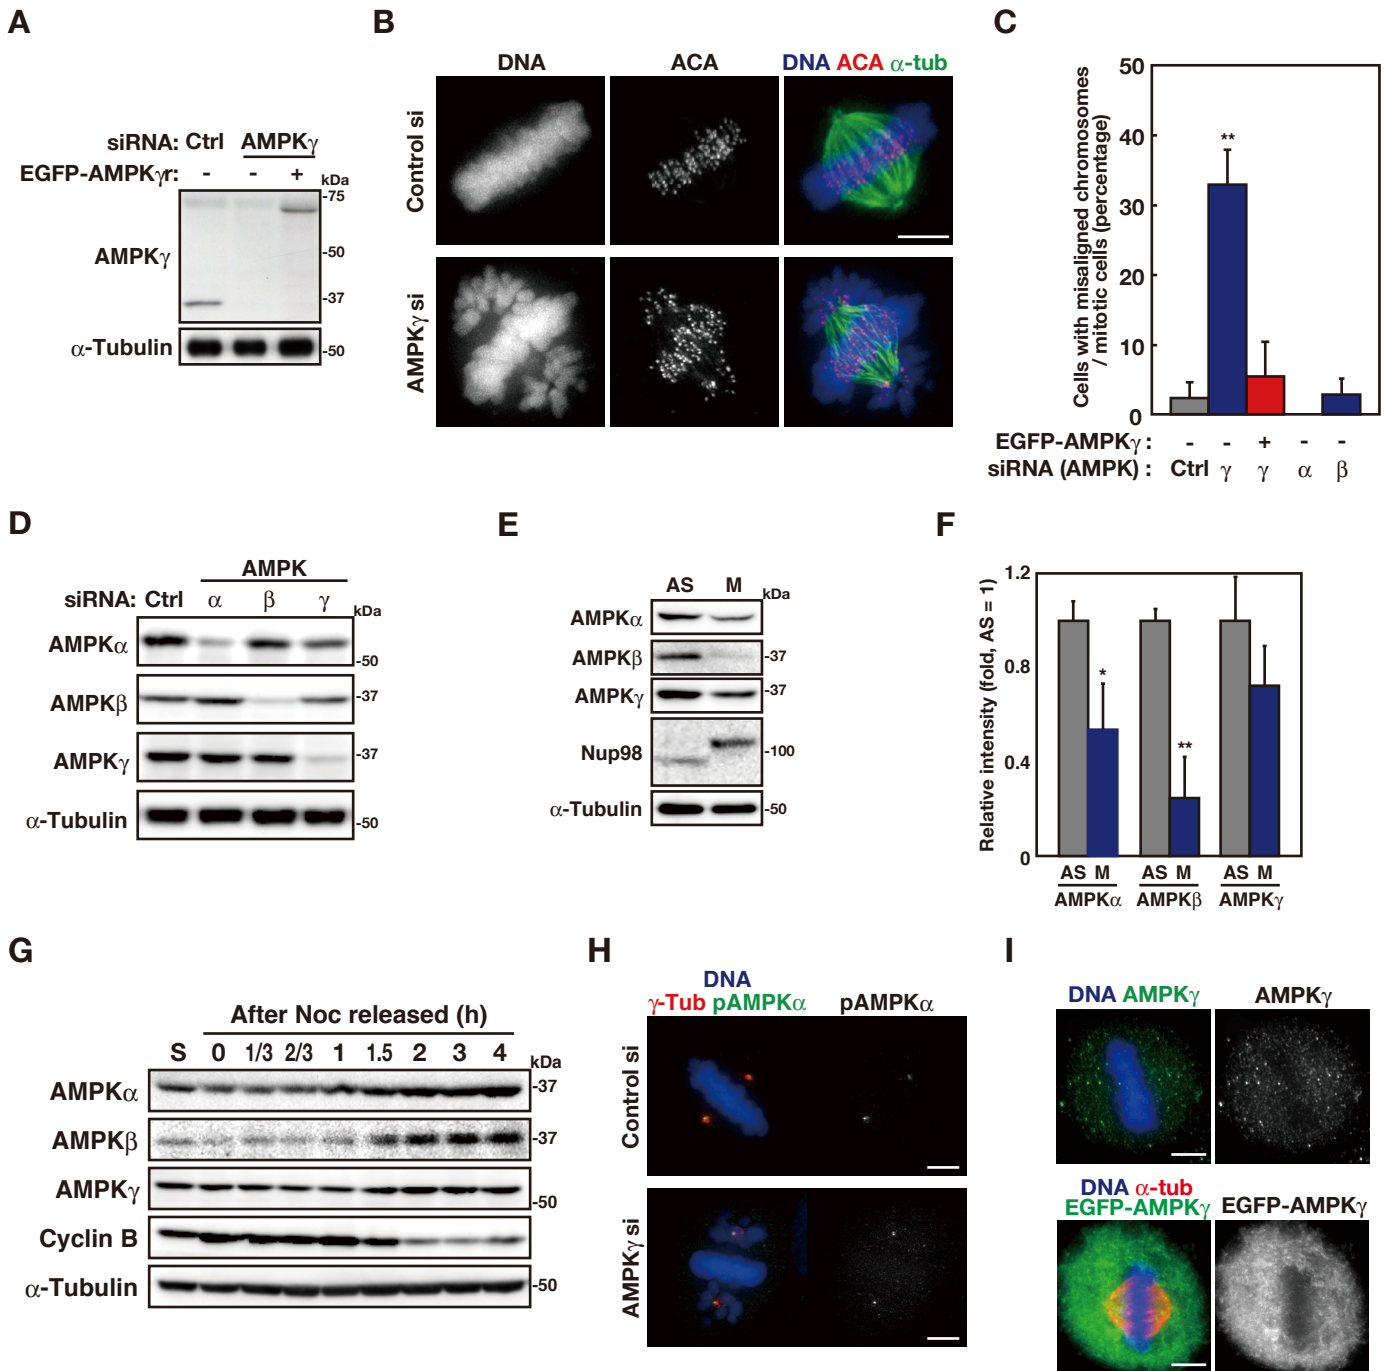 A
siRNA: Ctrl AMPKγ
EGFP-AMPKγr: - - +
kDa
-75
AMPKγ
-50
-37
α-Tubulin
-50
B
DNA ACA DNA ACA α-tub
Control si
AMPKγ si
C
Cells with misaligned chromosomes
/ mitotic cells (percentage)
50
40
30
20
10
0
**
EGFP-AMPKγ : - - + - -
siRNA (AMPK) : Ctrl γ γ α β
D
AMPK
siRNA: Ctrl α β γ
kDa
AMPKα
-50
AMPKβ
-37
AMPKγ
-37
α-Tubulin
-50
E
AS M
kDa
AMPKα
AMPKβ
-37
AMPKγ
-37
Nup98
-100
α-Tubulin
-50
F
Relative intensity (fold, AS = 1)
1.2
0.8
0.4
0
*
**
AS M AS M AS M
AMPKα AMPKβ AMPKγ
G
After Noc released (h)
S 0 1/3 2/3 1 1.5 2 3 4
kDa
AMPKα
-37
AMPKβ
-37
AMPKγ
-50
Cyclin B
α-Tubulin
-50
H
DNA
γ-Tub pAMPKα pAMPKα
Control si
AMPKγ si
I
DNA AMPKγ AMPKγ
DNA α-tub
EGFP-AMPKγ EGFP-AMPKγ